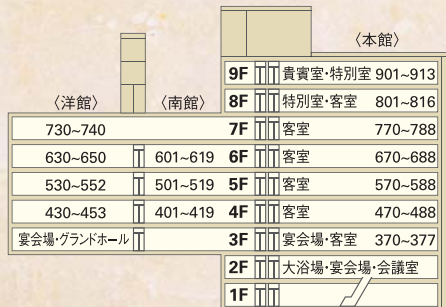 〈本館〉
9F 貴賓室・特別室 901~913
〈洋館〉 〈南館〉 8F 特別室・客室 801~816
730~740 7F 客室 770~788
630~650 601~619 6F 客室 670~688
530~552 501~519 5F 客室 570~588
430~453 401~419 4F 客室 470~488
宴会場・グランドホール 3F 宴会場・客室 370~377
2F 大浴場・宴会場・会議室
1F